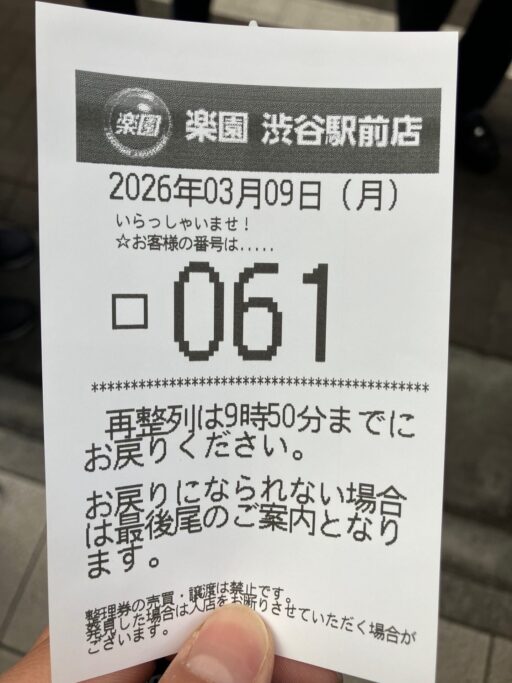 楽園
楽園 渋谷駅前店
2026年03月09日（月）
いらっしゃいませ！
☆お客様の番号は.....
□ 061
******************************************
再整列は9時50分までに
お戻りください。
お戻りになられない場合
は最後尾のご案内となり
ます。
整理券の売買・譲渡は禁止です。
発見した場合は入店をお断りさせていただく場合が
ございます。